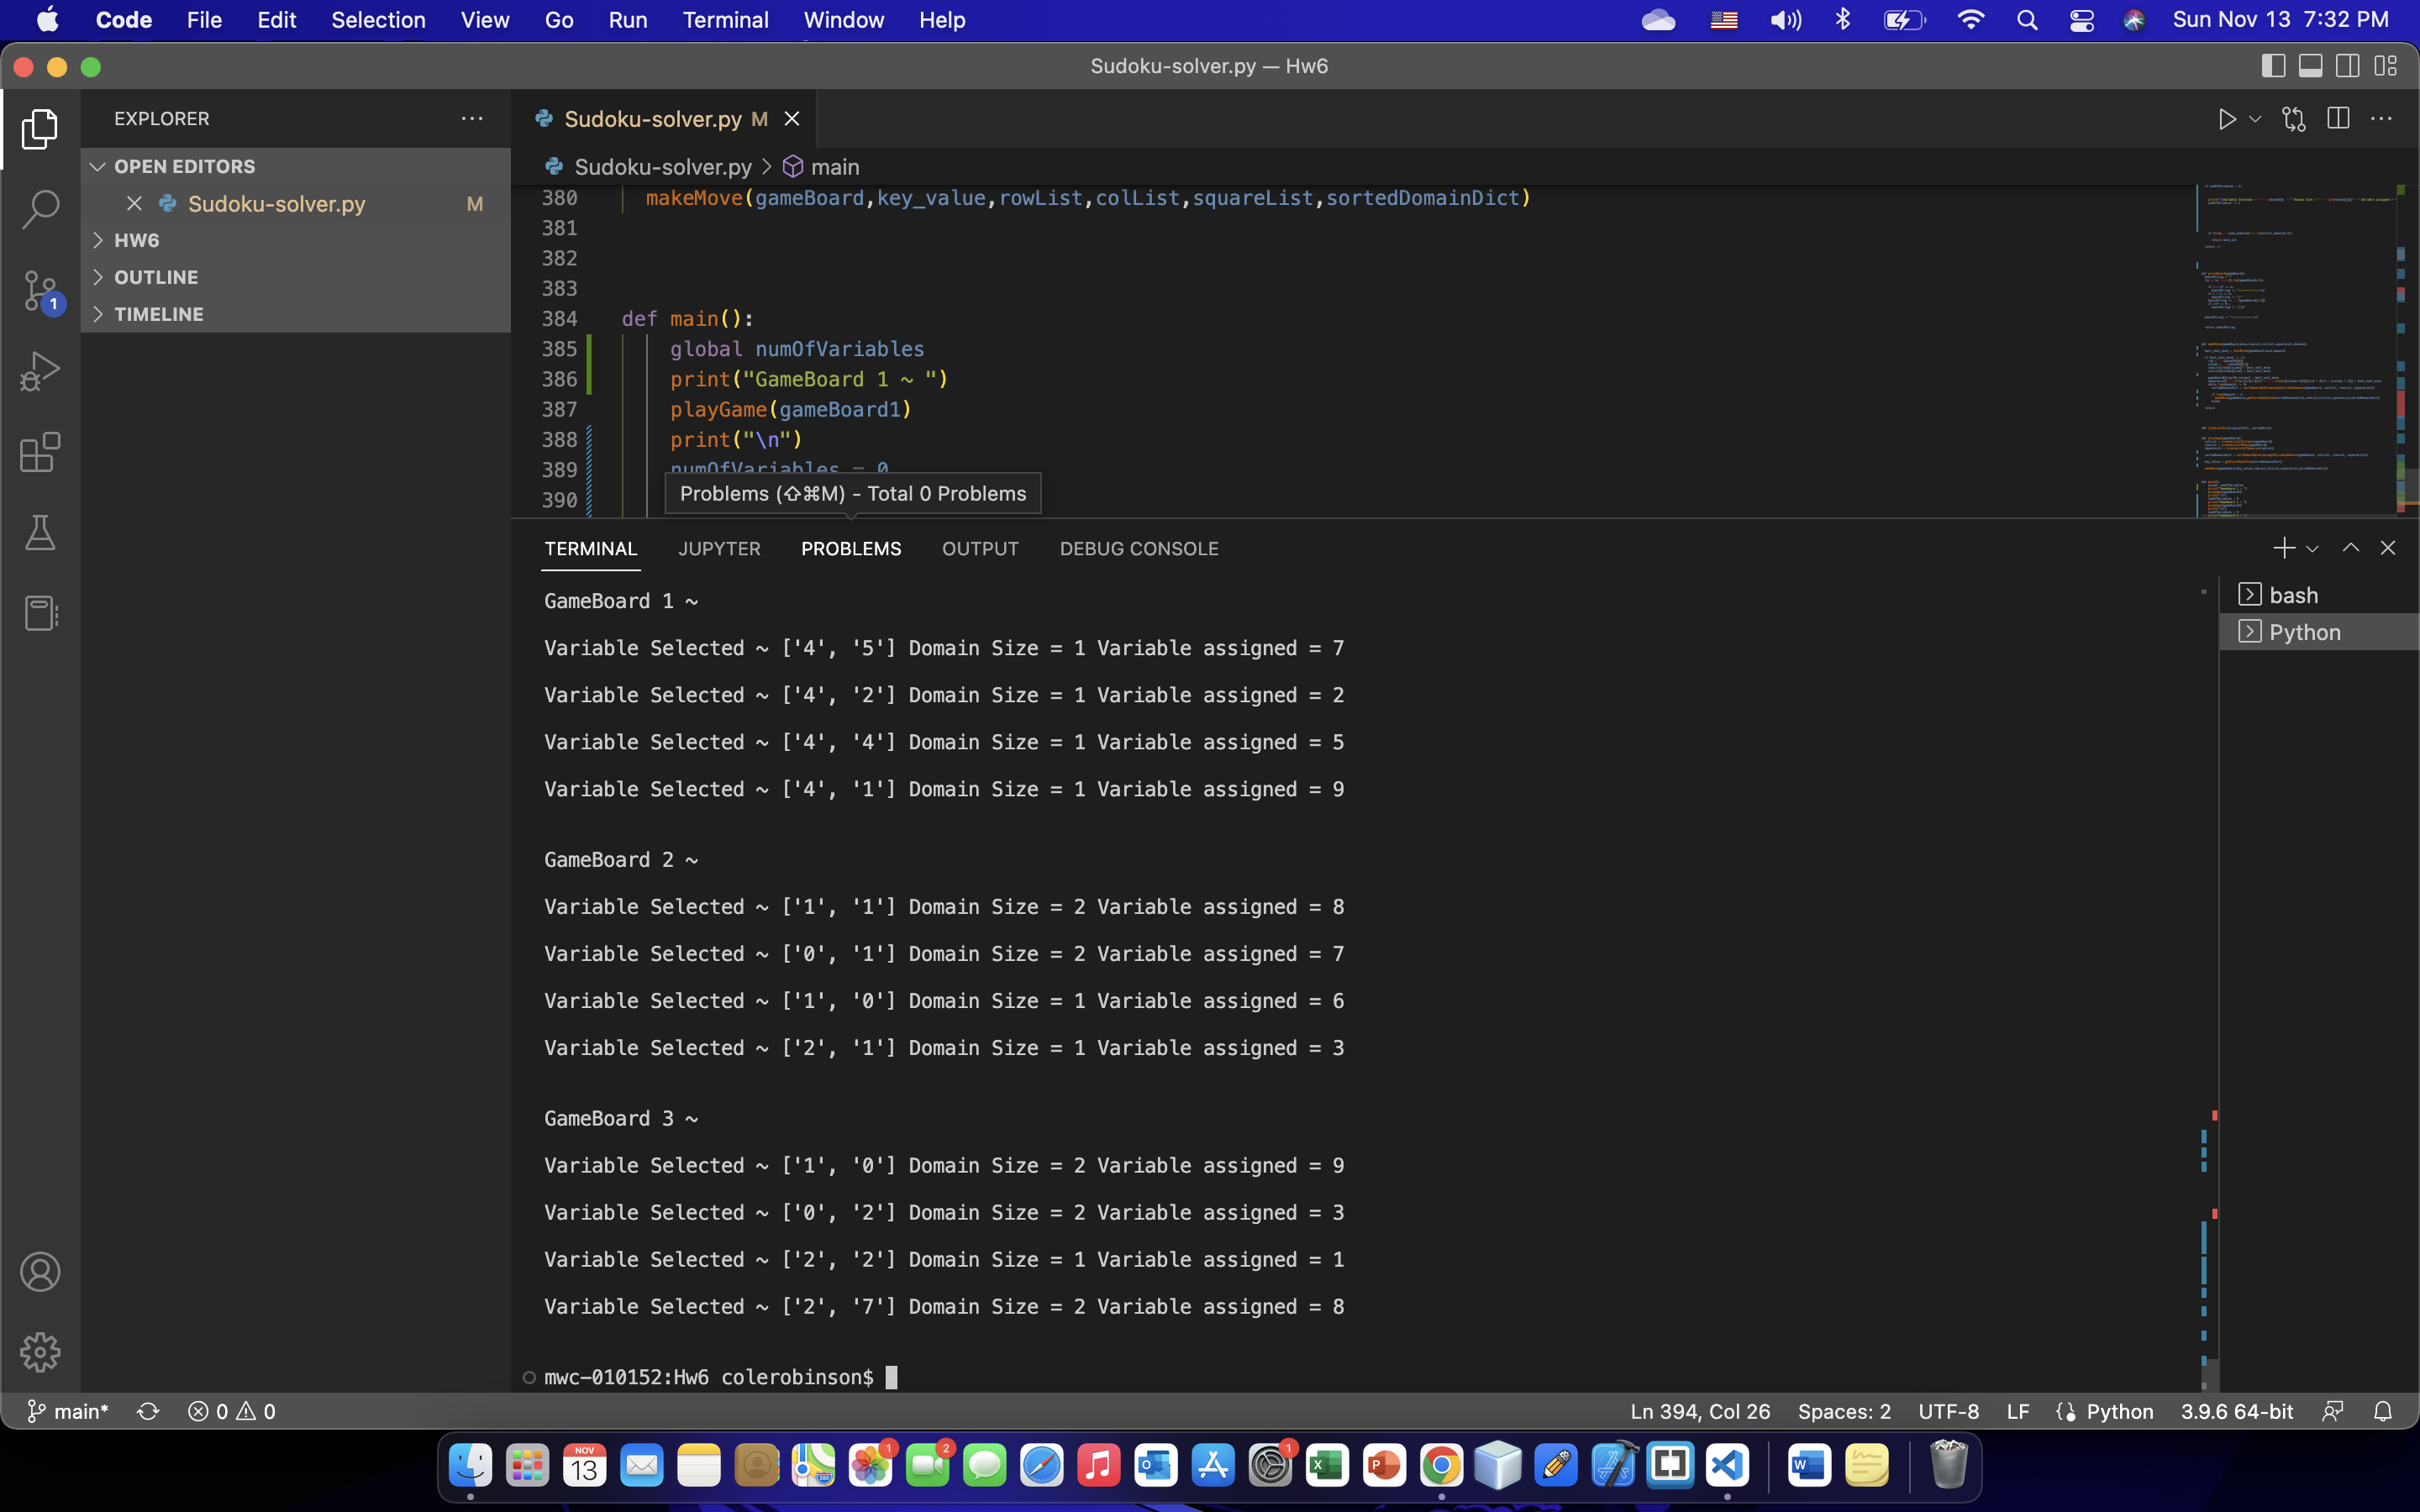 Code File Edit Selection View Go Run Terminal Window Help Sun Nov 13 7:32 PM
Sudoku-solver.py — Hw6
EXPLORER
OPEN EDITORS
Sudoku-solver.py M
HW6
OUTLINE
TIMELINE
1
Sudoku-solver.py M
Sudoku-solver.py > main
380 makeMove(gameBoard,key_value,rowList,colList,squareList,sortedDomainDict)
381
382
383
384 def main():
385 global numOfVariables
386 print("GameBoard 1 ~ ")
387 playGame(gameBoard1)
388 print("\n")
389 numOfVariables = 0
390
Problems (⇧⌘M) - Total 0 Problems
TERMINAL JUPYTER PROBLEMS OUTPUT DEBUG CONSOLE
bash
Python
GameBoard 1 ~
Variable Selected ~ ['4', '5'] Domain Size = 1 Variable assigned = 7
Variable Selected ~ ['4', '2'] Domain Size = 1 Variable assigned = 2
Variable Selected ~ ['4', '4'] Domain Size = 1 Variable assigned = 5
Variable Selected ~ ['4', '1'] Domain Size = 1 Variable assigned = 9
GameBoard 2 ~
Variable Selected ~ ['1', '1'] Domain Size = 2 Variable assigned = 8
Variable Selected ~ ['0', '1'] Domain Size = 2 Variable assigned = 7
Variable Selected ~ ['1', '0'] Domain Size = 1 Variable assigned = 6
Variable Selected ~ ['2', '1'] Domain Size = 1 Variable assigned = 3
GameBoard 3 ~
Variable Selected ~ ['1', '0'] Domain Size = 2 Variable assigned = 9
Variable Selected ~ ['0', '2'] Domain Size = 2 Variable assigned = 3
Variable Selected ~ ['2', '2'] Domain Size = 1 Variable assigned = 1
Variable Selected ~ ['2', '7'] Domain Size = 2 Variable assigned = 8
mwc-010152:Hw6 colerobinson$
main* 0 0 Ln 394, Col 26 Spaces: 2 UTF-8 LF Python 3.9.6 64-bit
NOV
13
1
2
1